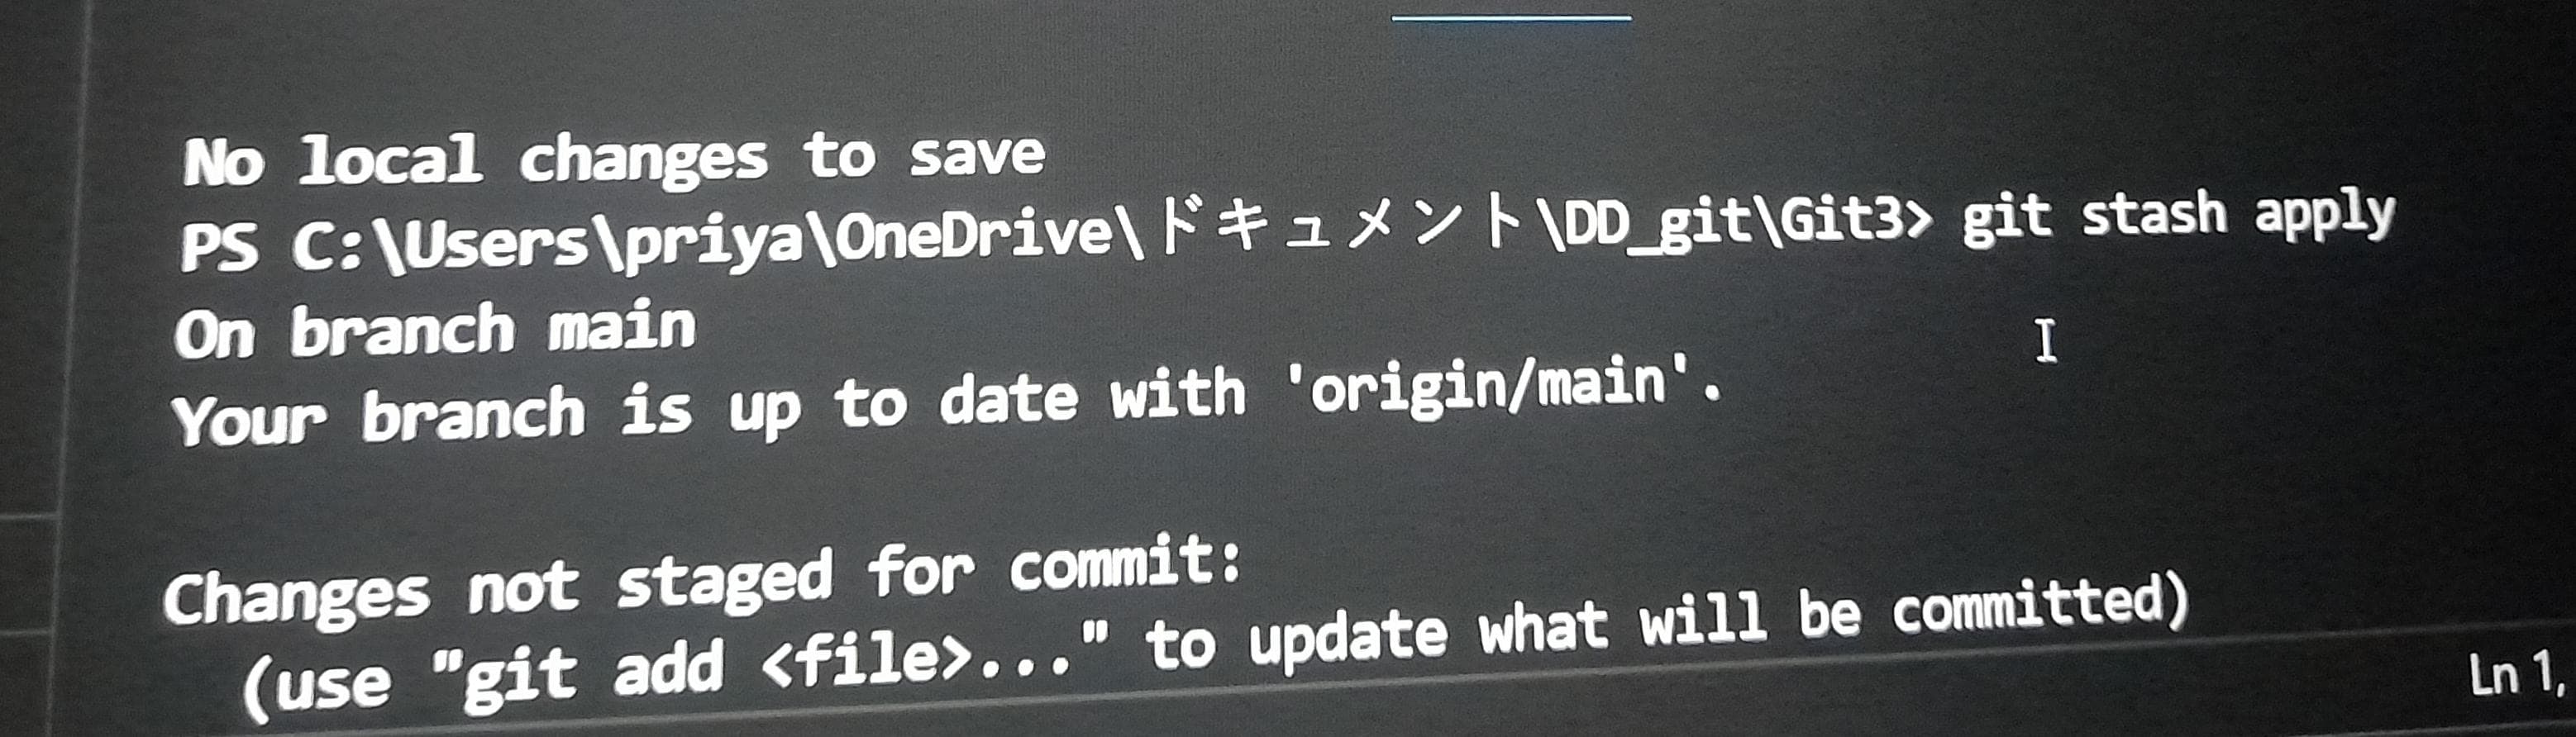 No local changes to save
PS C:\Users\priya\OneDrive\ドキュメント\DD_git\Git3> git stash apply
On branch main
Your branch is up to date with 'origin/main'.
Changes not staged for commit:
  (use "git add <file>..." to update what will be committed)
Ln 1,